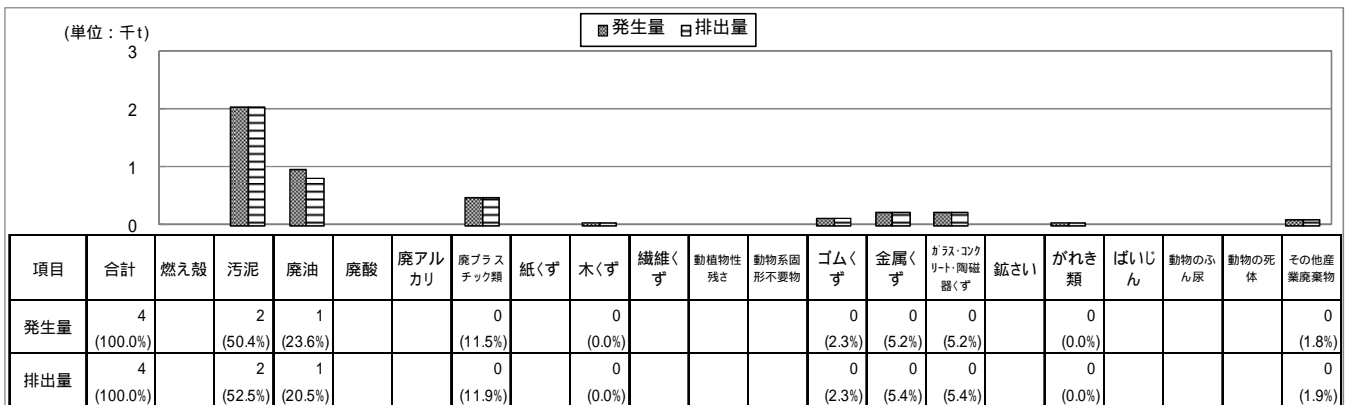 (単位：千t)
発生量 排出量
3
2
1
0
項目 合計 燃え殻 汚泥 廃油 廃酸 廃アルカリ 廃プラスチック類 紙くず 木くず 繊維くず 動植物性残さ 動物系固形不要物 ゴムくず 金属くず ガラス・コンクリート・陶磁器くず 鉱さい がれき類 ばいじん 動物のふん尿 動物の死体 その他産業廃棄物
発生量 4 2 1 0 0 0 0 0 0 0
(100.0%) (50.4%) (23.6%) (11.5%) (0.0%) (2.3%) (5.2%) (5.2%) (0.0%) (1.8%)
排出量 4 2 1 0 0 0 0 0 0 0
(100.0%) (52.5%) (20.5%) (11.9%) (0.0%) (2.3%) (5.4%) (5.4%) (0.0%) (1.9%)